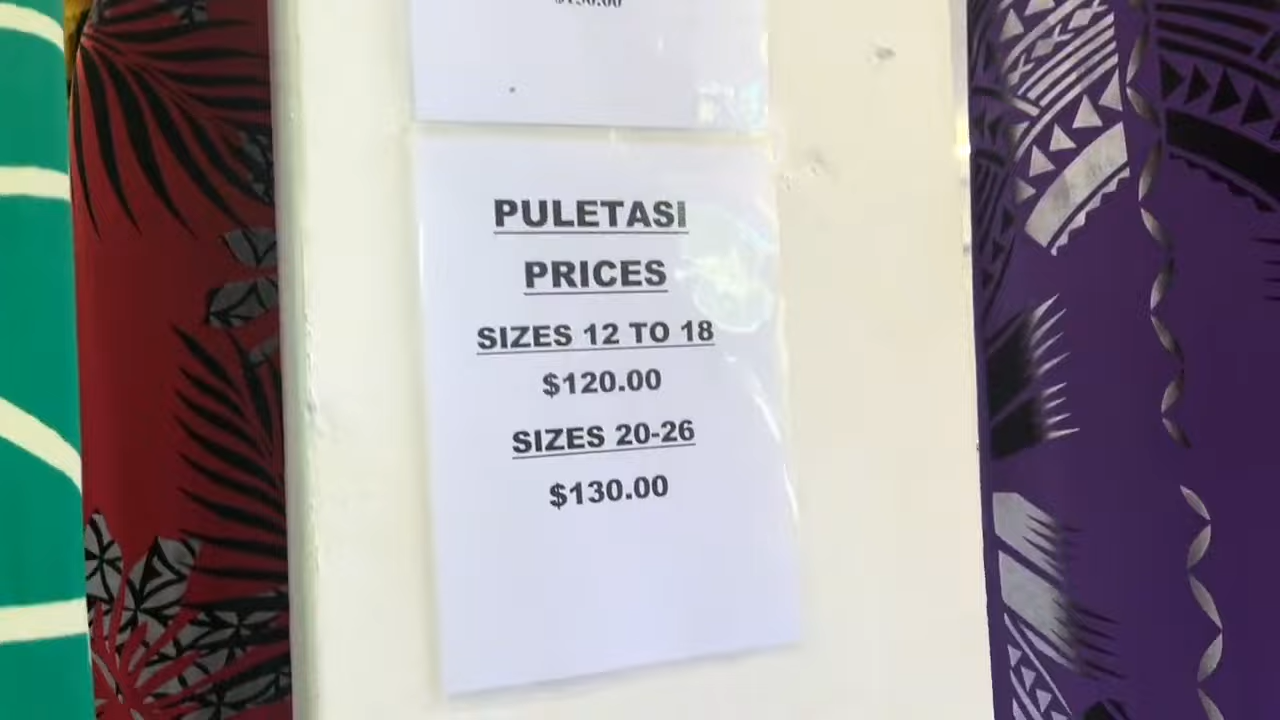 PULETASI
PRICES
SIZES 12 TO 18
$120.00
SIZES 20-26
$130.00